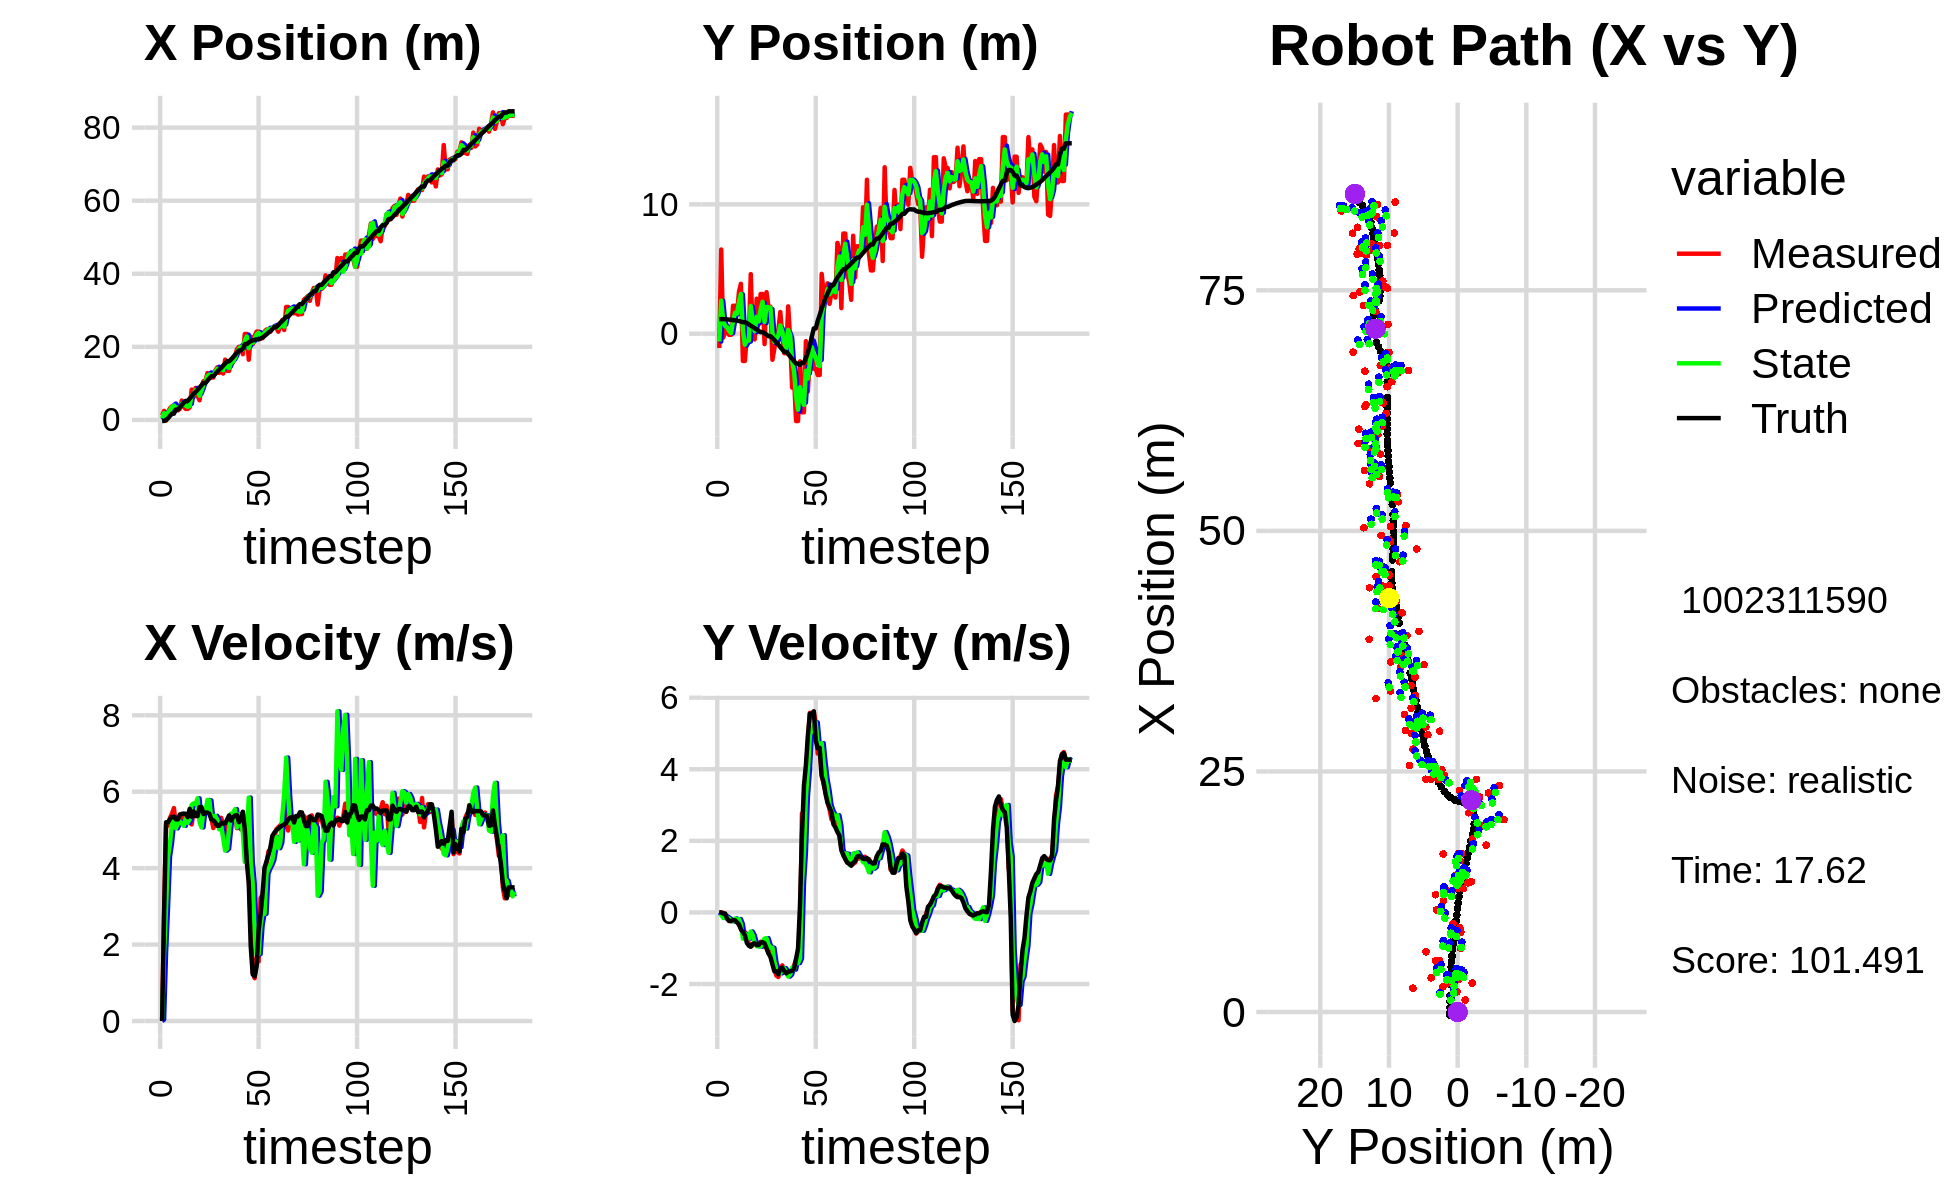 X Position (m)
80
60
40
20
0
0
50
100
150
timestep
Y Position (m)
10
0
0
50
100
150
timestep
X Velocity (m/s)
8
6
4
2
0
0
50
100
150
timestep
Y Velocity (m/s)
6
4
2
0
-2
0
50
100
150
timestep
Robot Path (X vs Y)
X Position (m)
75
50
25
0
20
10
0
-10
-20
Y Position (m)
variable
Measured
Predicted
State
Truth
1002311590
Obstacles: none
Noise: realistic
Time: 17.62
Score: 101.491